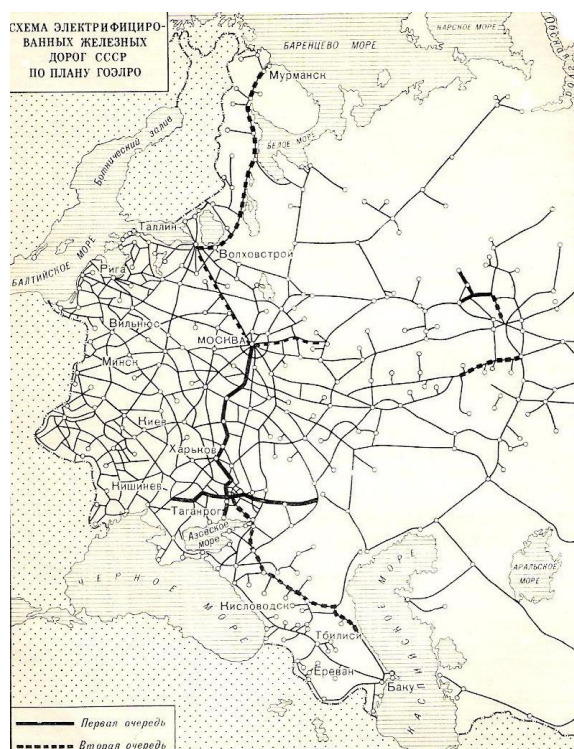 СХЕМА ЭЛЕКТРИФИЦИРО-
ВАННЫХ ЖЕЛЕЗНЫХ
ДОРОГ СССР
ПО ПЛАНУ ГОЭЛРО
БАРЕНЦЕВО МОРЕ
КАРСКОЕ МОРЕ
Мурманск
БЕЛОЕ МОРЕ
Ботнический залив
Таллин
Волховстрой
БАЛТИЙСКОЕ МОРЕ
Рига
Вильнюс
МОСКВА
Минск
Киев
Харьков
Кишинев
Таганрог
Азовское
море
ЧЕРНОЕ МОРЕ
Кисловодск
Тбилиси
Ереван
Баку
КАСПИЙСКОЕ МОРЕ
АРАЛЬСКОЕ
МОРЕ
Первая очередь
Вторая очередь